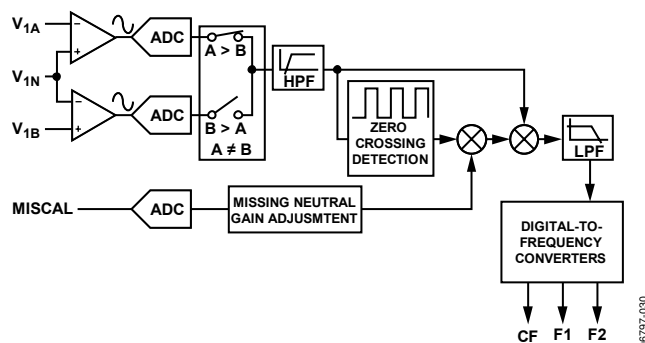 V1A
V1N
V1B
−
+
−
+
ADC
ADC
A > B
B > A
A ≠ B
HPF
ZERO
CROSSING
DETECTION
LPF
MISCAL
ADC
MISSING NEUTRAL
GAIN ADJUSMTENT
DIGITAL-TO-
FREQUENCY
CONVERTERS
CF
F1
F2
6797-030